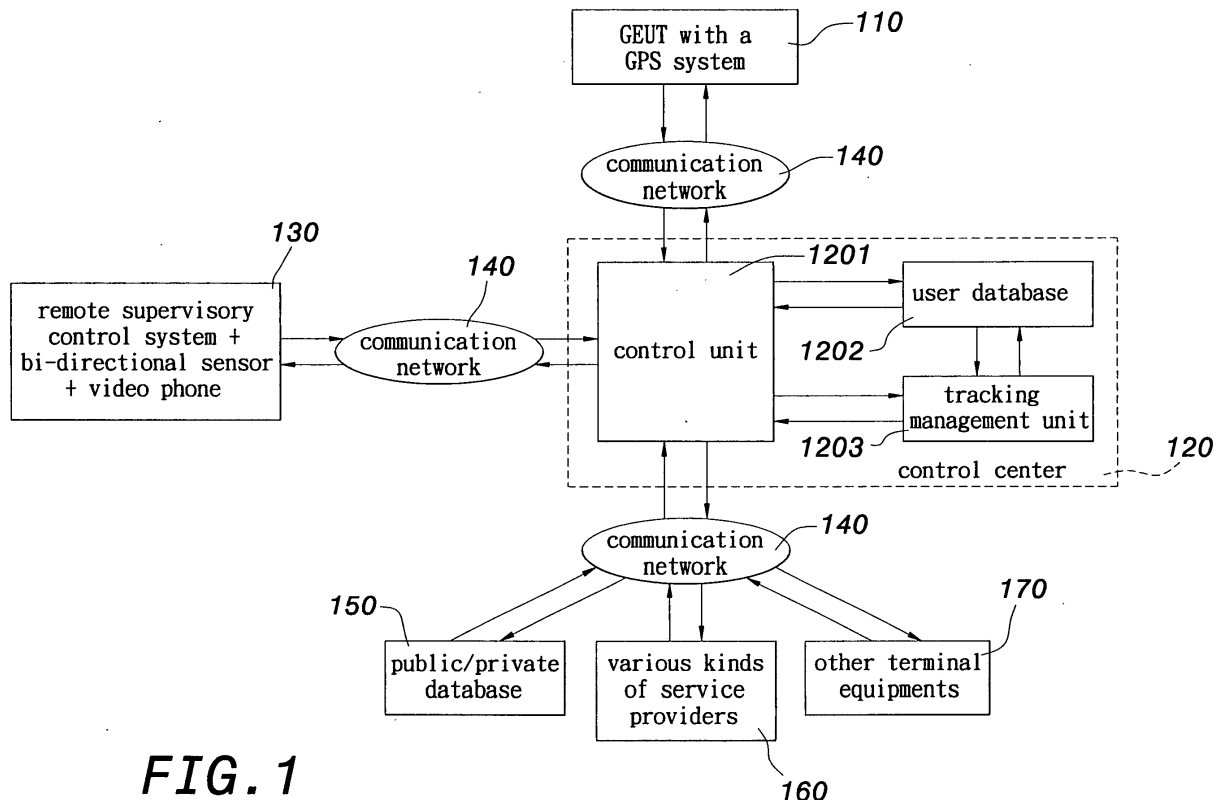 GEUT with a
GPS system
110
communication
network
140
130
remote supervisory
control system +
bi-directional sensor
+ video phone
140
communication
network
1201
control unit
user database
1202
tracking
management unit
1203
control center
120
communication
network
140
150
public/private
database
various kinds
of service
providers
160
170
other terminal
equipments
FIG.1